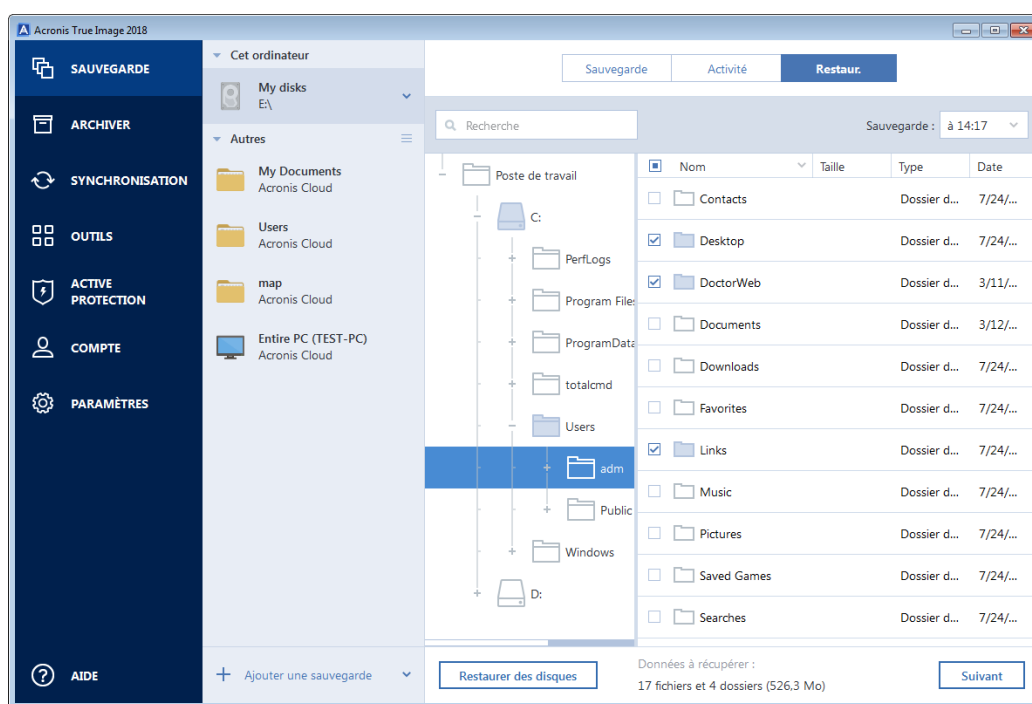 Acronis True Image 2018
SAUVEGARDE
ARCHIVER
SYNCHRONISATION
OUTILS
ACTIVE
PROTECTION
COMPTE
PARAMÈTRES
AIDE
Cet ordinateur
My disks
E:\
Autres
My Documents
Acronis Cloud
Users
Acronis Cloud
map
Acronis Cloud
Entire PC (TEST-PC)
Acronis Cloud
Ajouter une sauvegarde
Sauvegarde Activité Restaur.
Recherche
Sauvegarde : à 14:17
Poste de travail
C:
PerfLogs
Program Files
ProgramData
totalcmd
Users
adm
Public
Windows
D:
Nom Taille Type Date
Contacts Dossier d... 7/24/...
Desktop Dossier d... 7/24/...
DoctorWeb Dossier d... 3/11/...
Documents Dossier d... 3/12/...
Downloads Dossier d... 7/24/...
Favorites Dossier d... 7/24/...
Links Dossier d... 7/24/...
Music Dossier d... 7/24/...
Pictures Dossier d... 7/24/...
Saved Games Dossier d... 7/24/...
Searches Dossier d... 7/24/...
Restaurer des disques
Données à récupérer :
17 fichiers et 4 dossiers (526,3 Mo)
Suivant